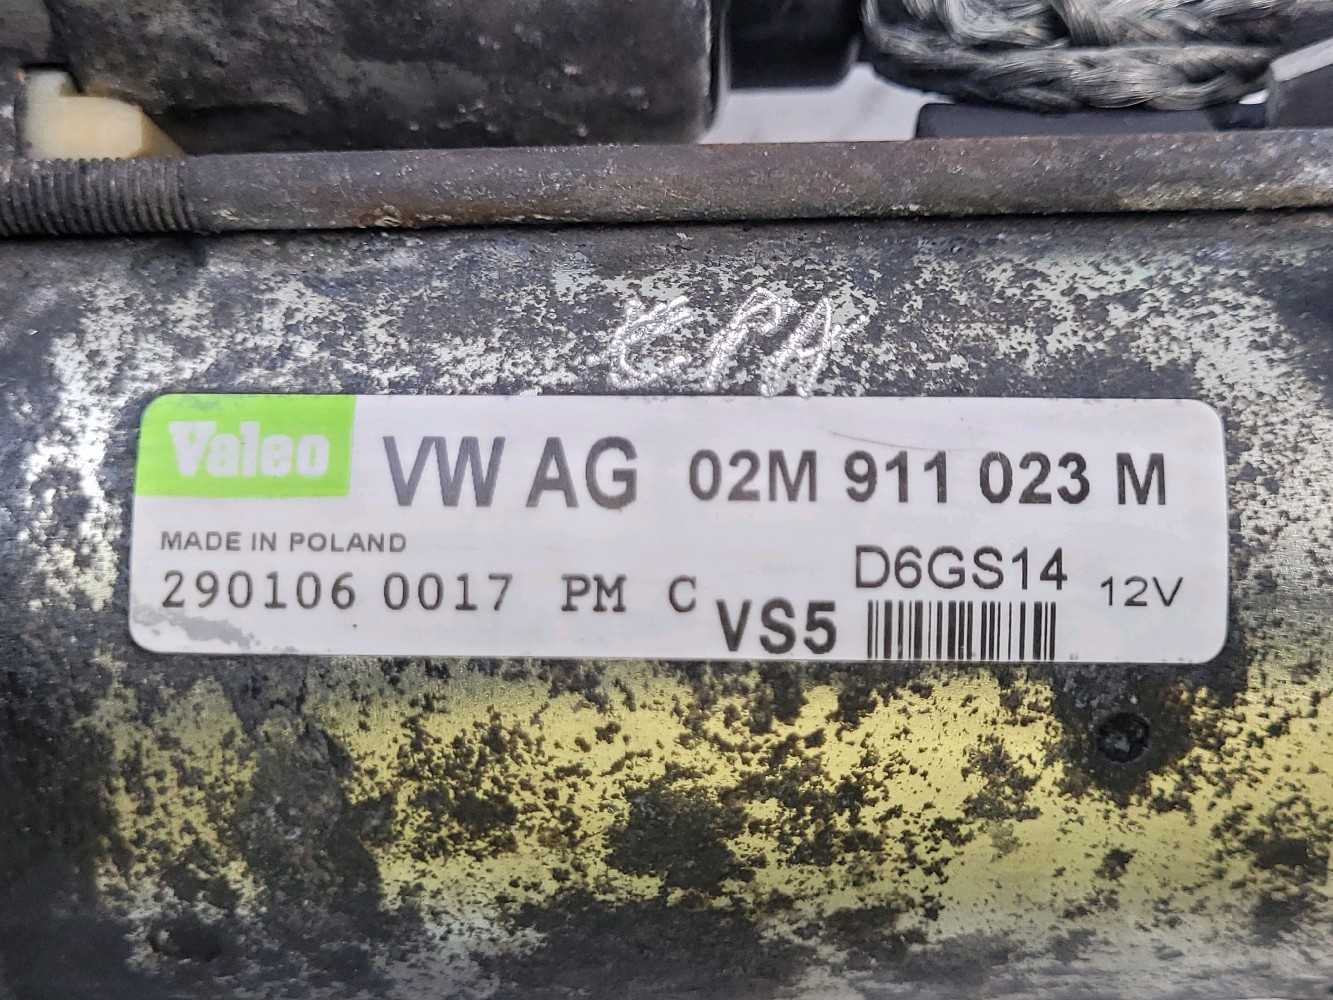 Valeo VW AG 02M 911 023 M
MADE IN POLAND
290106 0017 PM C VS5 D6GS14 12V